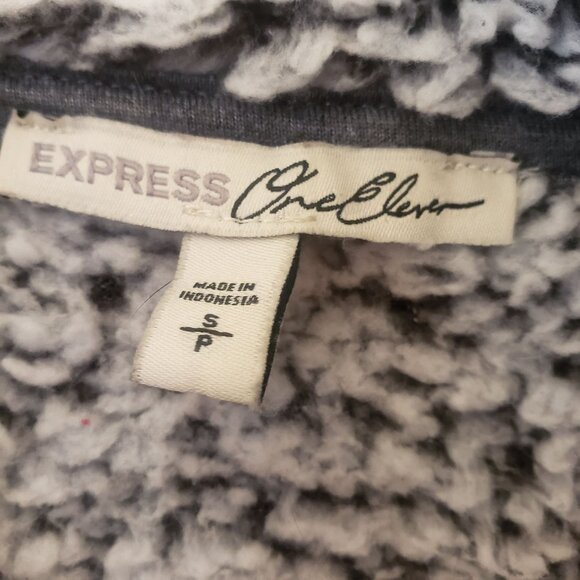 EXPRESS One Eleven
MADE IN
INDONESIA
S
P